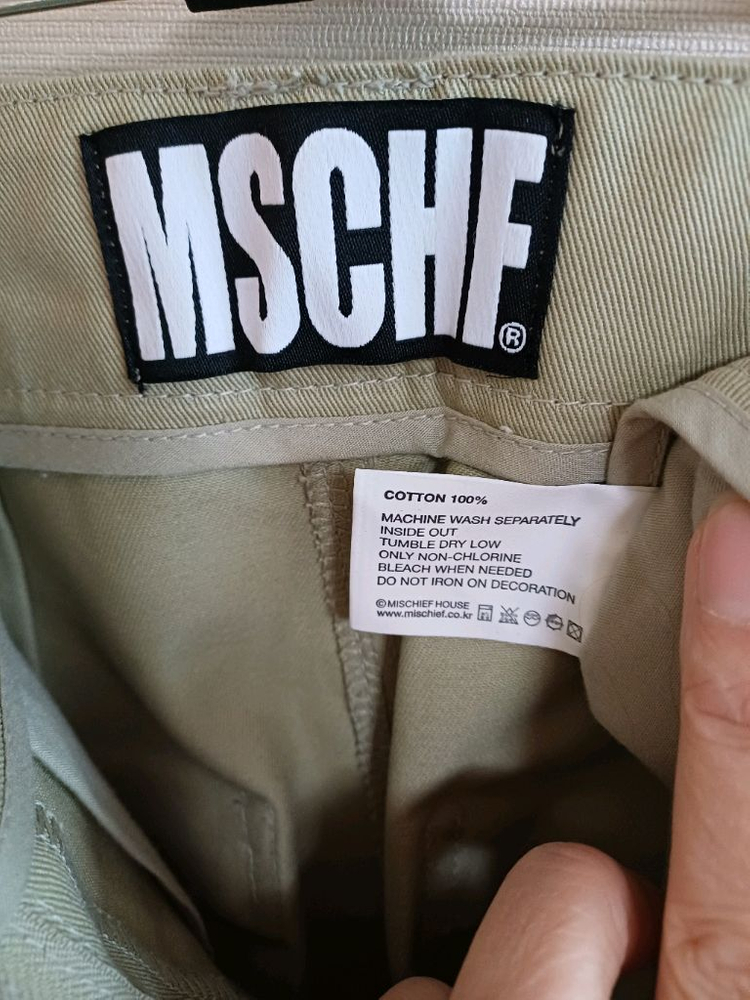 MSCHF®
COTTON 100%
MACHINE WASH SEPARATELY
INSIDE OUT
TUMBLE DRY LOW
ONLY NON-CHLORINE
BLEACH WHEN NEEDED
DO NOT IRON ON DECORATION
©MISCHIEF HOUSE
www.mischief.co.kr